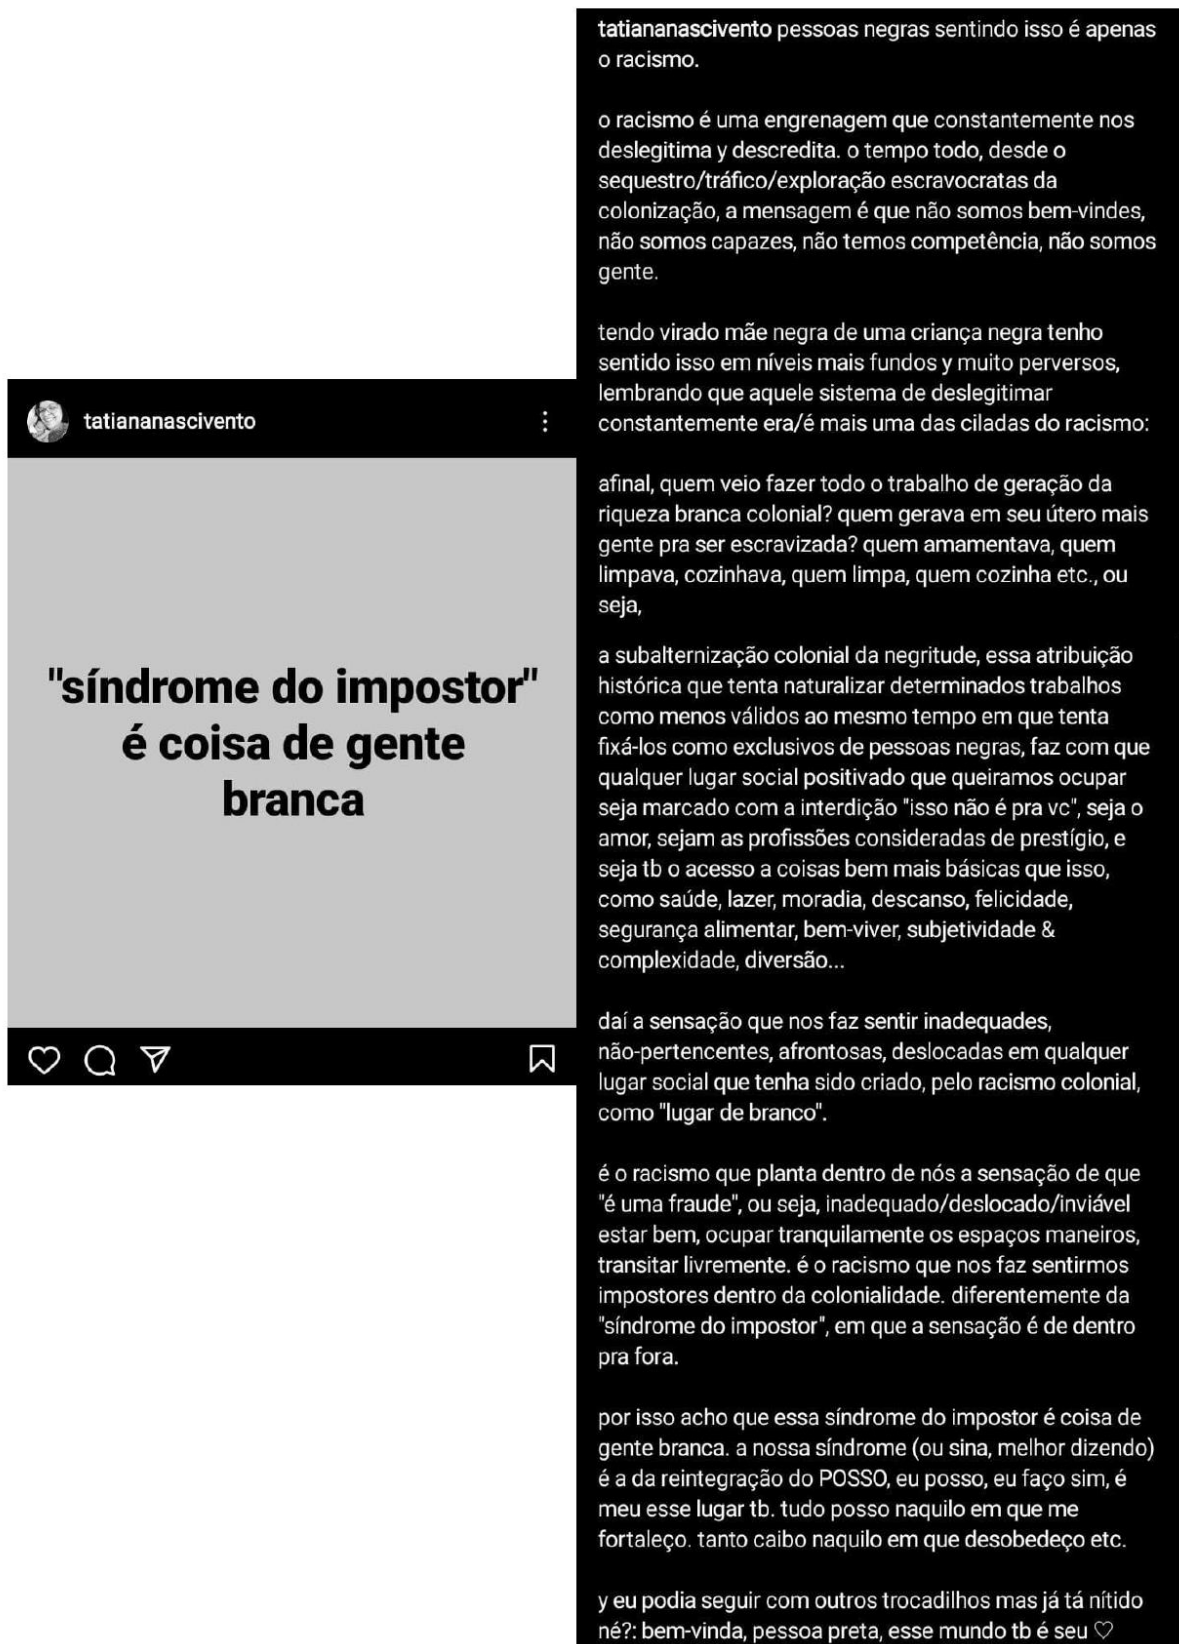 tatiananascivento
"síndrome do impostor"
é coisa de gente
branca
tatiananascivento pessoas negras sentindo isso é apenas
o racismo.
o racismo é uma engrenagem que constantemente nos
deslegitima y descredita. o tempo todo, desde o
sequestro/tráfico/exploração escravocratas da
colonização, a mensagem é que não somos bem-vindes,
não somos capazes, não temos competência, não somos
gente.
tendo virado mãe negra de uma criança negra tenho
sentido isso em níveis mais fundos y muito perversos,
lembrando que aquele sistema de deslegitimar
constantemente era/é mais uma das ciladas do racismo:
afinal, quem veio fazer todo o trabalho de geração da
riqueza branca colonial? quem gerava em seu útero mais
gente pra ser escravizada? quem amamentava, quem
limpava, cozinhava, quem limpa, quem cozinha etc., ou
seja,
a subalternização colonial da negritude, essa atribuição
histórica que tenta naturalizar determinados trabalhos
como menos válidos ao mesmo tempo em que tenta
fixá-los como exclusivos de pessoas negras, faz com que
qualquer lugar social positivado que queiramos ocupar
seja marcado com a interdição "isso não é pra vc", seja o
amor, sejam as profissões consideradas de prestígio, e
seja tb o acesso a coisas bem mais básicas que isso,
como saúde, lazer, moradia, descanso, felicidade,
segurança alimentar, bem-viver, subjetividade &
complexidade, diversão...
daí a sensação que nos faz sentir inadequades,
não-pertencentes, afrontosas, deslocadas em qualquer
lugar social que tenha sido criado, pelo racismo colonial,
como "lugar de branco".
é o racismo que planta dentro de nós a sensação de que
"é uma fraude", ou seja, inadequado/deslocado/inviável
estar bem, ocupar tranquilamente os espaços maneiros,
transitar livremente. é o racismo que nos faz sentirmos
impostores dentro da colonialidade. diferentemente da
"síndrome do impostor", em que a sensação é de dentro
pra fora.
por isso acho que essa síndrome do impostor é coisa de
gente branca. a nossa síndrome (ou sina, melhor dizendo)
é a da reintegração do POSSO, eu posso, eu faço sim, é
meu esse lugar tb. tudo posso naquilo em que me
fortaleço. tanto caibo naquilo em que desobedeço etc.
y eu podia seguir com outros trocadilhos mas já tá nítido
né?: bem-vinda, pessoa preta, esse mundo tb é seu ♡